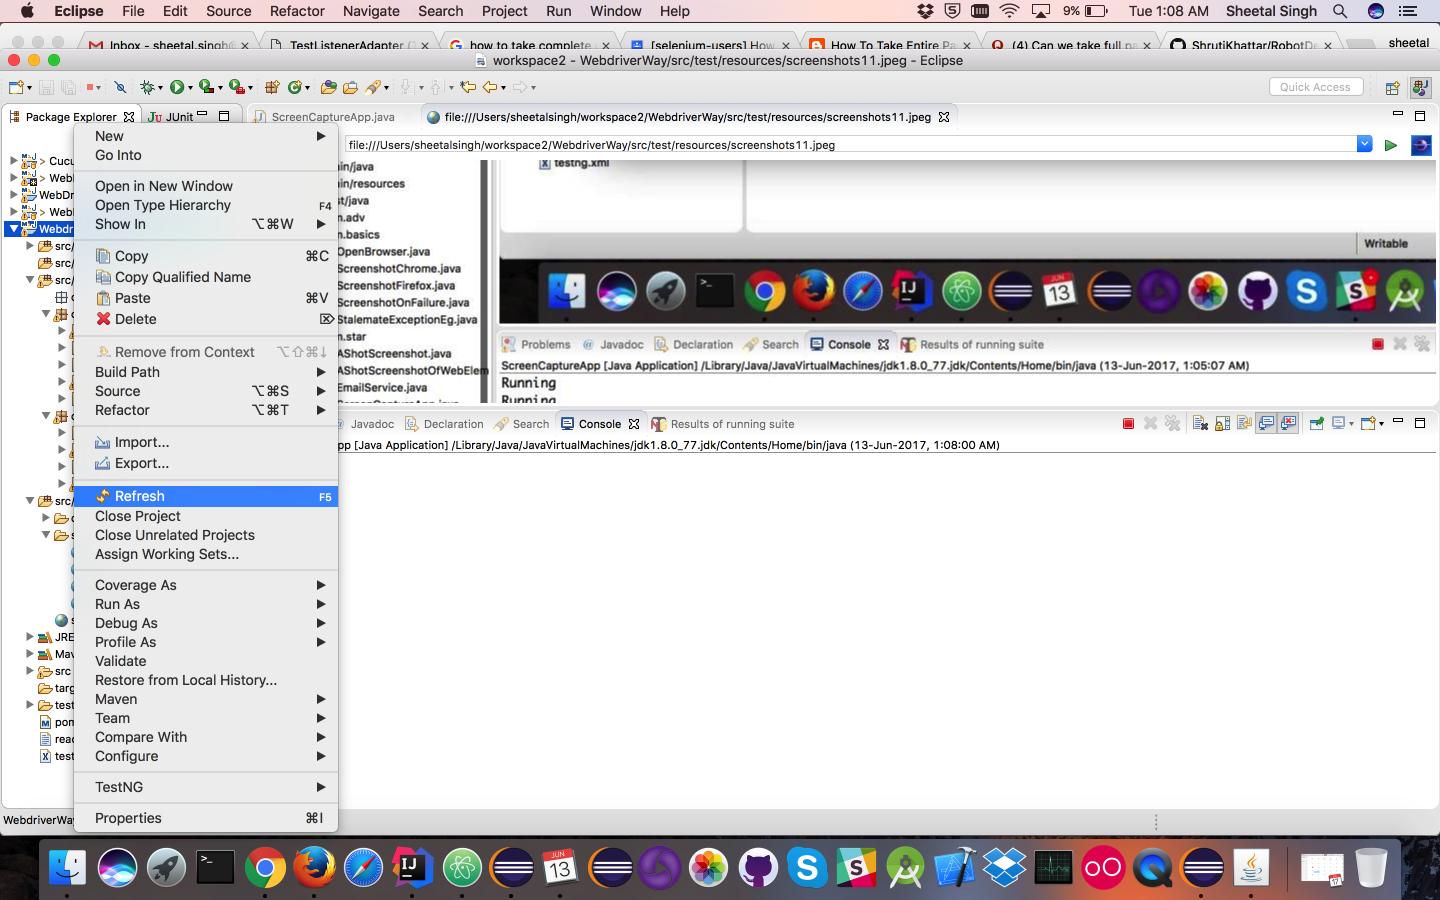 Eclipse File Edit Source Refactor Navigate Search Project Run Window Help 9% Tue 1:08 AM Sheetal Singh
Inbox - sheetal.singh@ TestListenerAdapter how to take complete [selenium-users] How How To Take Entire Pa (4) Can we take full pa ShrutiKhattar/RobotDe sheetal
workspace2 - WebdriverWay/src/test/resources/screenshots11.jpeg - Eclipse
Quick Access
Package Explorer JUnit ScreenCaptureApp.java file:///Users/sheetalsingh/workspace2/WebdriverWay/src/test/resources/screenshots11.jpeg
file:///Users/sheetalsingh/workspace2/WebdriverWay/src/test/resources/screenshots11.jpeg
New
Go Into
Open in New Window
Open Type Hierarchy F4
Show In ⌥⌘W
Copy ⌘C
Copy Qualified Name
Paste ⌘V
Delete ⌦
Remove from Context ⌥⇧⌘↓
Build Path
Source ⌥⌘S
Refactor ⌥⌘T
Import...
Export...
Refresh F5
Close Project
Close Unrelated Projects
Assign Working Sets...
Coverage As
Run As
Debug As
Profile As
Validate
Restore from Local History...
Maven
Team
Compare With
Configure
TestNG
Properties ⌘I
> Cucu
> Web
WebDr
> Web
Webdri
src/
src/
src/
src/
JRE
Mav
src
targ
test
pom
read
test
WebdriverWay
in/java
in/resources
st/java
n.adv
n.basics
OpenBrowser.java
ScreenshotChrome.java
ScreenshotFirefox.java
ScreenshotOnFailure.java
StalemateExceptionEg.java
n.star
AShotScreenshot.java
AShotScreenshotOfWebElem
EmailService.java
ScreenCaptureApp.java
testng.xml
Writable
JUN
13
Problems Javadoc Declaration Search Console Results of running suite
ScreenCaptureApp [Java Application] /Library/Java/JavaVirtualMachines/jdk1.8.0_77.jdk/Contents/Home/bin/java (13-Jun-2017, 1:05:07 AM)
Running
Running
Javadoc Declaration Search Console Results of running suite
pp [Java Application] /Library/Java/JavaVirtualMachines/jdk1.8.0_77.jdk/Contents/Home/bin/java (13-Jun-2017, 1:08:00 AM)
JUN
13
17